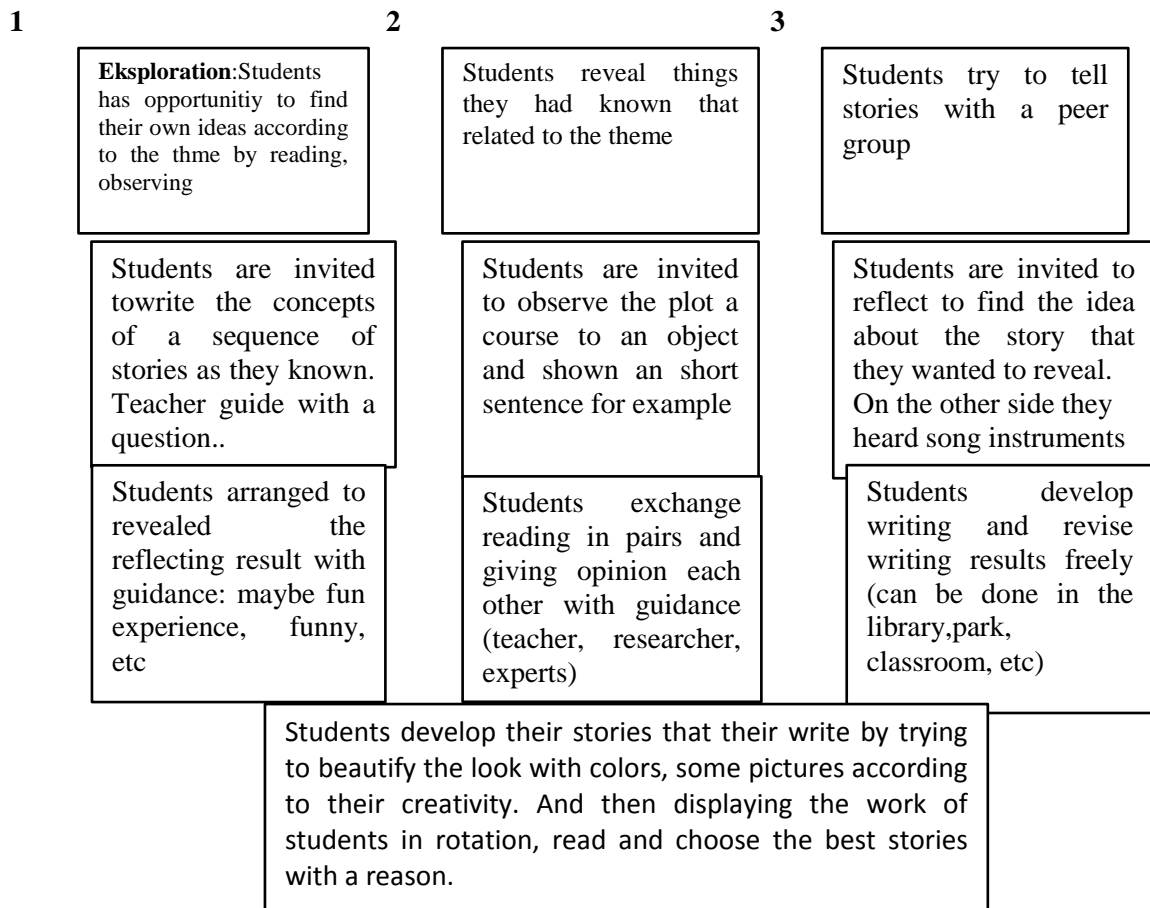 1 2 3
Eksploration:Students
has opportunitiy to find
their own ideas according
to the thme by reading,
observing
Students reveal things
they had known that
related to the theme
Students try to tell
stories with a peer
group
Students are invited
towrite the concepts
of a sequence of
stories as they known.
Teacher guide with a
question..
Students are invited
to observe the plot a
course to an object
and shown an short
sentence for example
Students are invited to
reflect to find the idea
about the story that
they wanted to reveal.
On the other side they
heard song instruments
Students arranged to
revealed the
reflecting result with
guidance: maybe fun
experience, funny,
etc
Students exchange
reading in pairs and
giving opinion each
other with guidance
(teacher, researcher,
experts)
Students develop
writing and revise
writing results freely
(can be done in the
library,park,
classroom, etc)
Students develop their stories that their write by trying
to beautify the look with colors, some pictures according
to their creativity. And then displaying the work of
students in rotation, read and choose the best stories
with a reason.